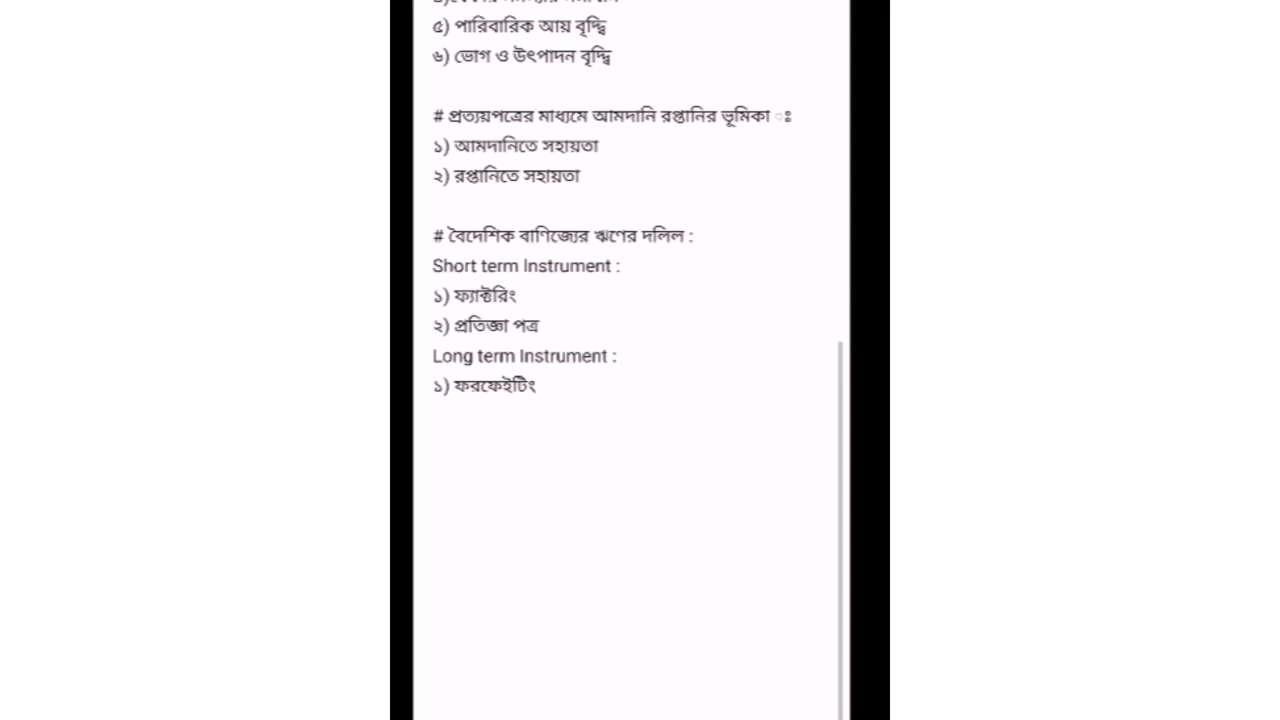 ৫) পারিবারিক আয় বৃদ্ধি
৬) ভোগ ও উৎপাদন বৃদ্ধি
# প্রত্যয়পত্রের মাধ্যমে আমদানি রপ্তানির ভূমিকা ঃ
১) আমদানিতে সহায়তা
২) রপ্তানিতে সহায়তা
# বৈদেশিক বাণিজ্যের ঋণের দলিল :
Short term Instrument :
১) ফ্যাক্টরিং
২) প্রতিজ্ঞা পত্র
Long term Instrument :
১) ফরফেইটিং